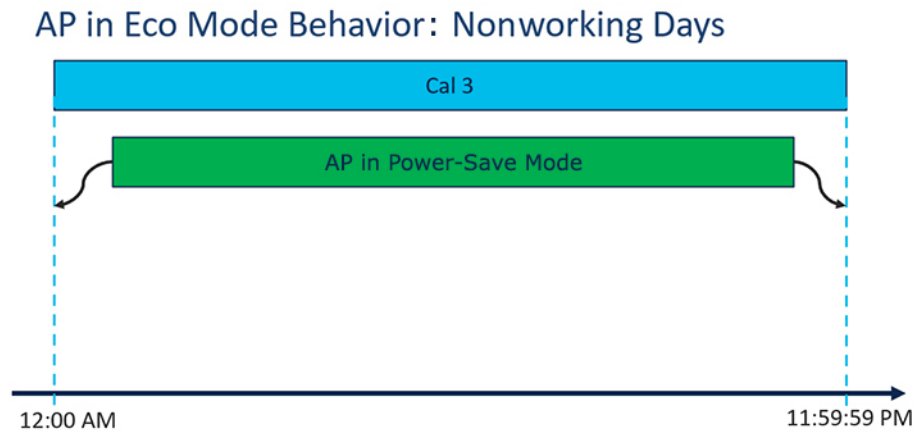 AP in Eco Mode Behavior: Nonworking Days
Cal 3
AP in Power-Save Mode
12:00 AM
11:59:59 PM